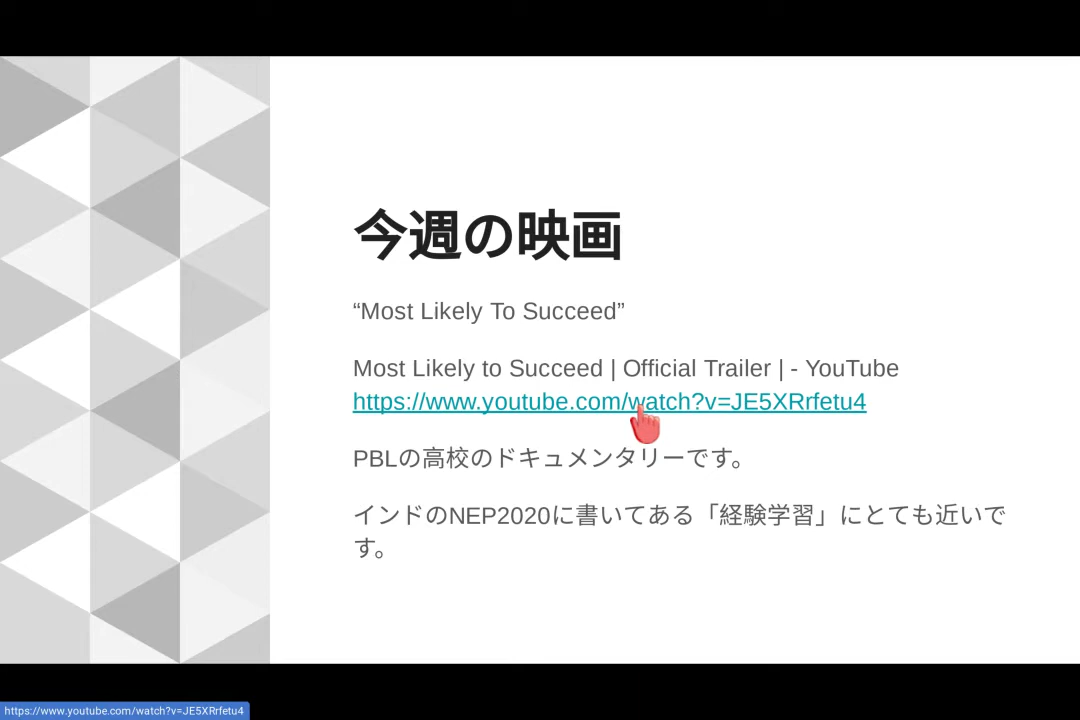 今週の映画
“Most Likely To Succeed”
Most Likely to Succeed | Official Trailer | - YouTube
https://www.youtube.com/watch?v=JE5XRrfetu4
PBLの高校のドキュメンタリーです。
インドのNEP2020に書いてある「経験学習」にとても近いで
す。
https://www.youtube.com/watch?v=JE5XRrfetu4